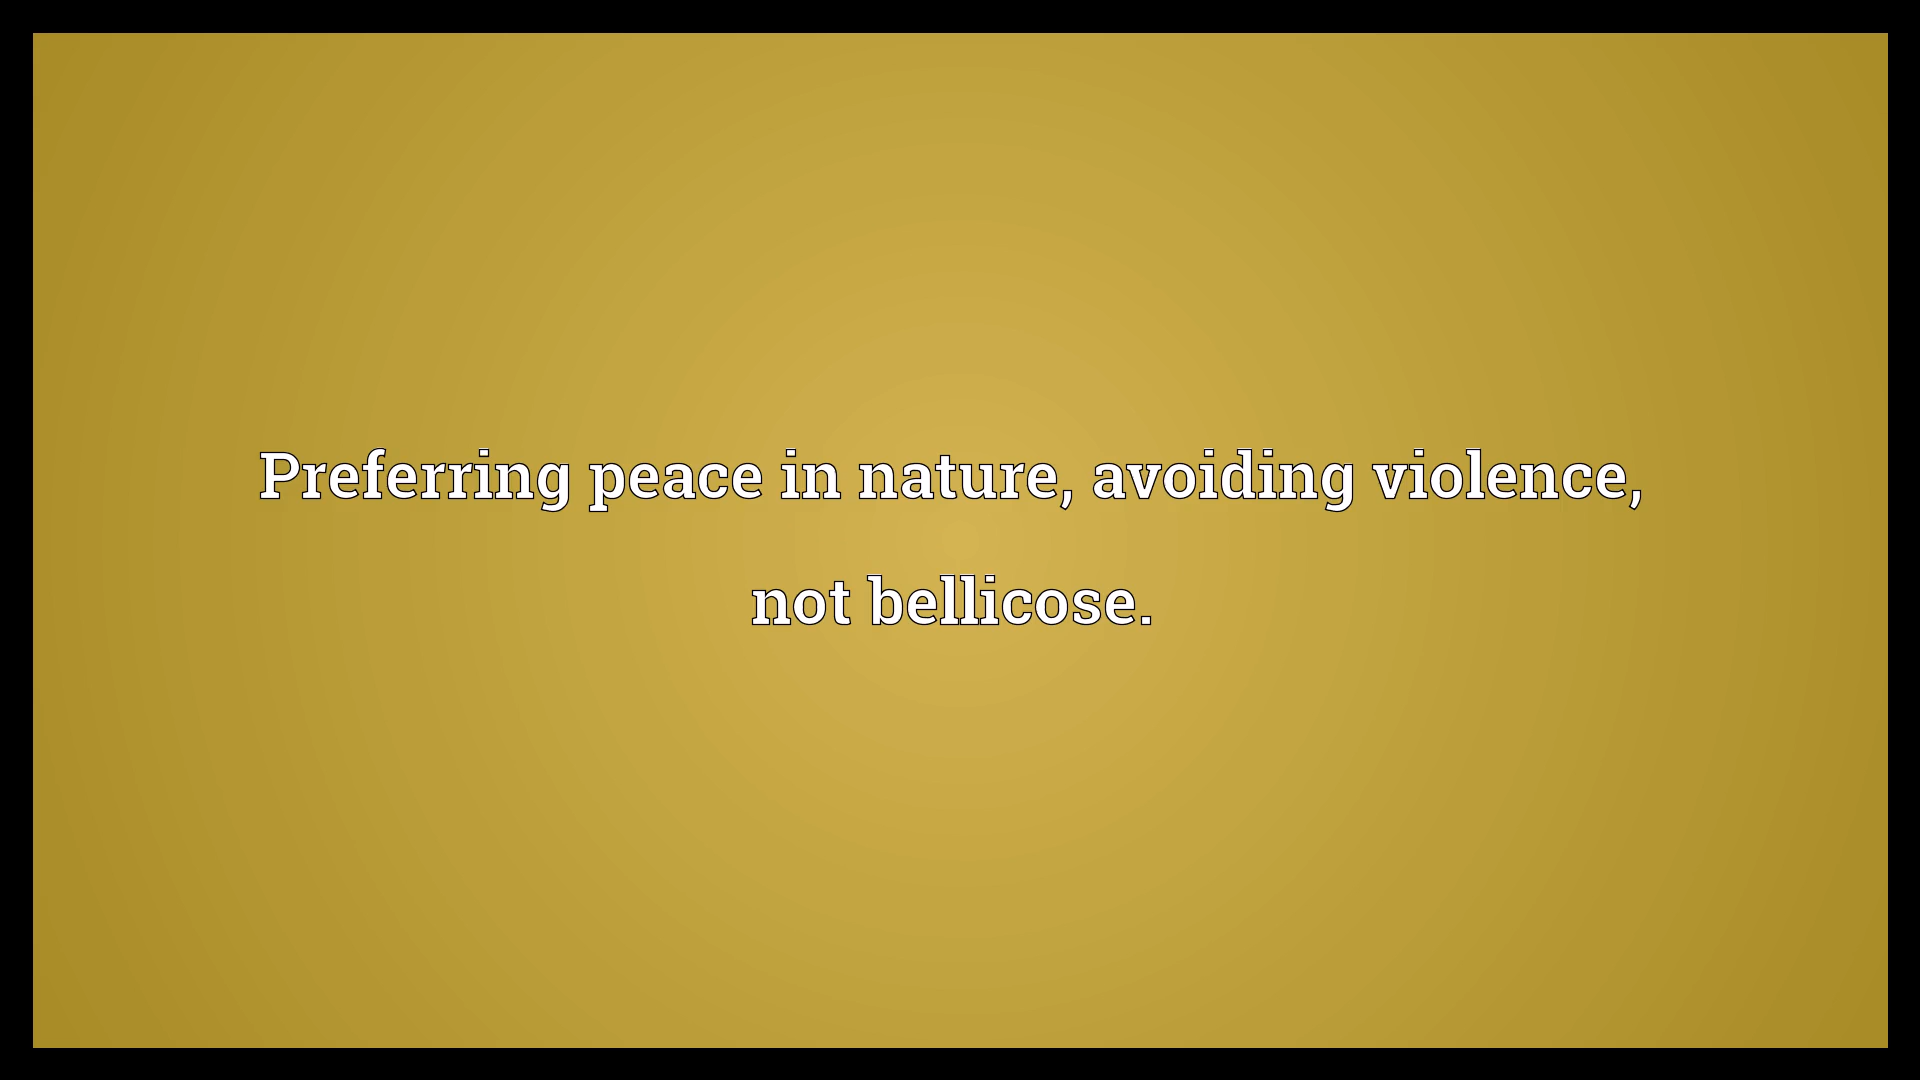 Preferring peace in nature, avoiding violence,
not bellicose.